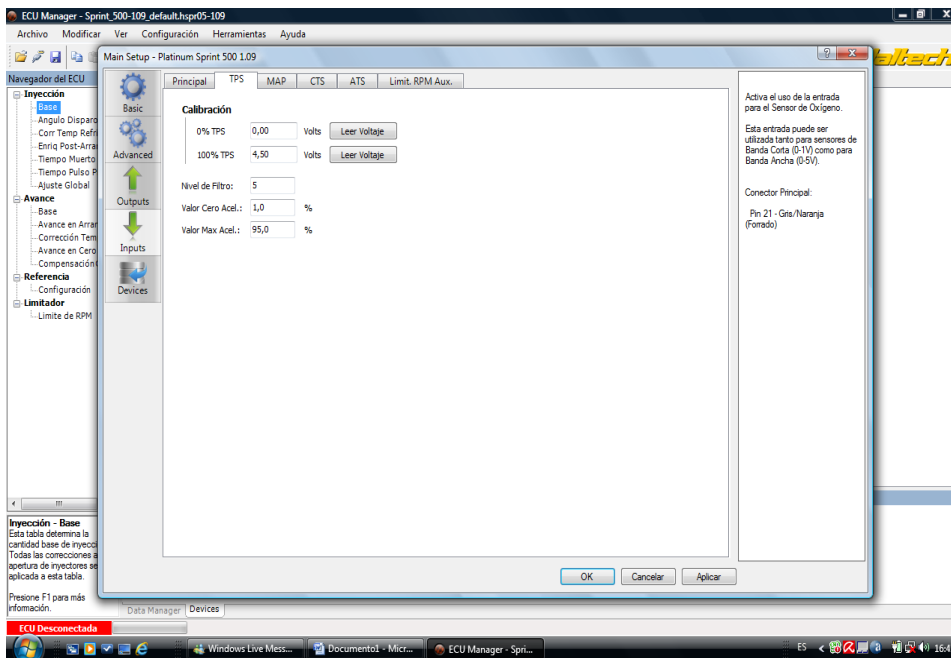 ECU Manager - Sprint_500-109_default.hspr05-109
Archivo Modificar Ver Configuración Herramientas Ayuda
Main Setup - Platinum Sprint 500 1.09
Navegador del ECU
Inyección
Base
Angulo Disparo
Corr Temp Refri
Enriq Post-Arra
Tiempo Muerto
Tiempo Pulso P
Ajuste Global
Avance
Base
Avance en Arrar
Corrección Tem
Avance en Cero
Compensación
Referencia
Configuración
Limitador
Limite de RPM
Inyección - Base
Esta tabla determina la
cantidad base de inyecci
Todas las correcciones a
apertura de inyectores se
aplicada a esta tabla.
Presione F1 para más
información.
Basic
Advanced
Outputs
Inputs
Devices
Principal TPS MAP CTS ATS Limit. RPM Aux.
Calibración
0% TPS 0,00 Volts Leer Voltaje
100% TPS 4,50 Volts Leer Voltaje
Nivel de Filtro: 5
Valor Cero Acel.: 1,0 %
Valor Max Acel.: 95,0 %
Activa el uso de la entrada
para el Sensor de Oxígeno.
Esta entrada puede ser
utilizada tanto para sensores de
Banda Corta (0-1V) como para
Banda Ancha (0-5V).
Conector Principal:
Pin 21 - Gris/Naranja
(Forrado)
OK Cancelar Aplicar
Data Manager Devices
ECU Desconectada
Windows Live Mess... Documento1 - Micr... ECU Manager - Spri...
ES